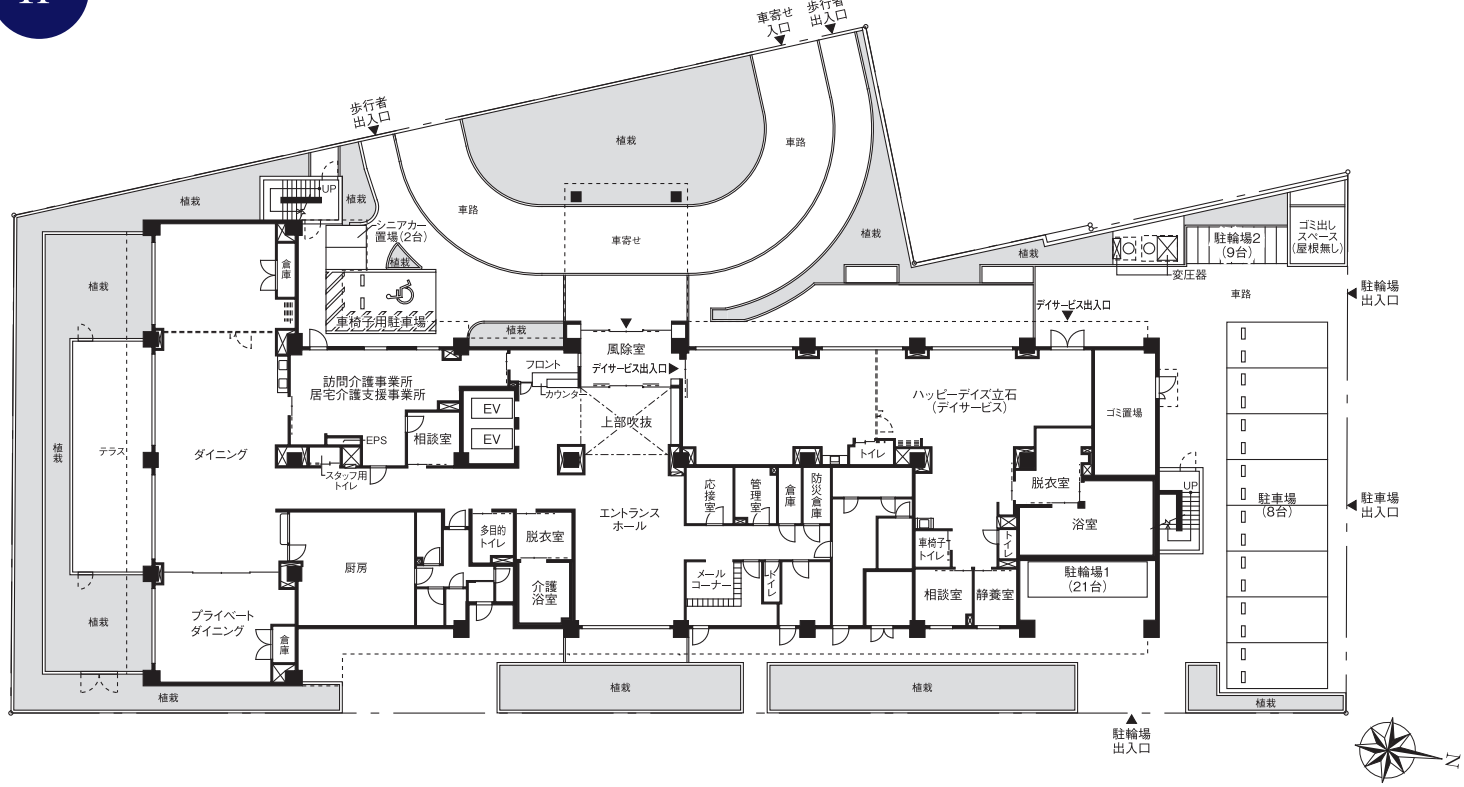 車寄せ
入口
歩行者
出入口
歩行者
出入口
植栽
車路
車路
車寄せ
植栽
UP
植栽
シニアカー
置場(2台)
植栽
車椅子用駐車場
植栽
植栽
植栽
駐輪場2
(9台)
ゴミ出し
スペース
(屋根無し)
変圧器
車路
駐輪場
出入口
デイサービス出入口
植栽
倉庫
植栽
風除室
デイサービス出入口
フロント
カウンター
訪問介護事業所
居宅介護支援事業所
EV
EV
上部吹抜
ハッピーデイズ立石
(デイサービス)
ゴミ置場
相談室
EPS
スタッフ用
トイレ
トイレ
植栽
テラス
ダイニング
脱衣室
浴室
UP
駐車場
(8台)
駐車場
出入口
応接室
管理室
倉庫
防災倉庫
エントランス
ホール
多目的
トイレ
脱衣室
介護
浴室
厨房
車椅子
トイレ
トイレ
メール
コーナー
トイレ
相談室
静養室
駐輪場1
(21台)
植栽
プライベート
ダイニング
倉庫
植栽
植栽
植栽
植栽
駐輪場
出入口
N